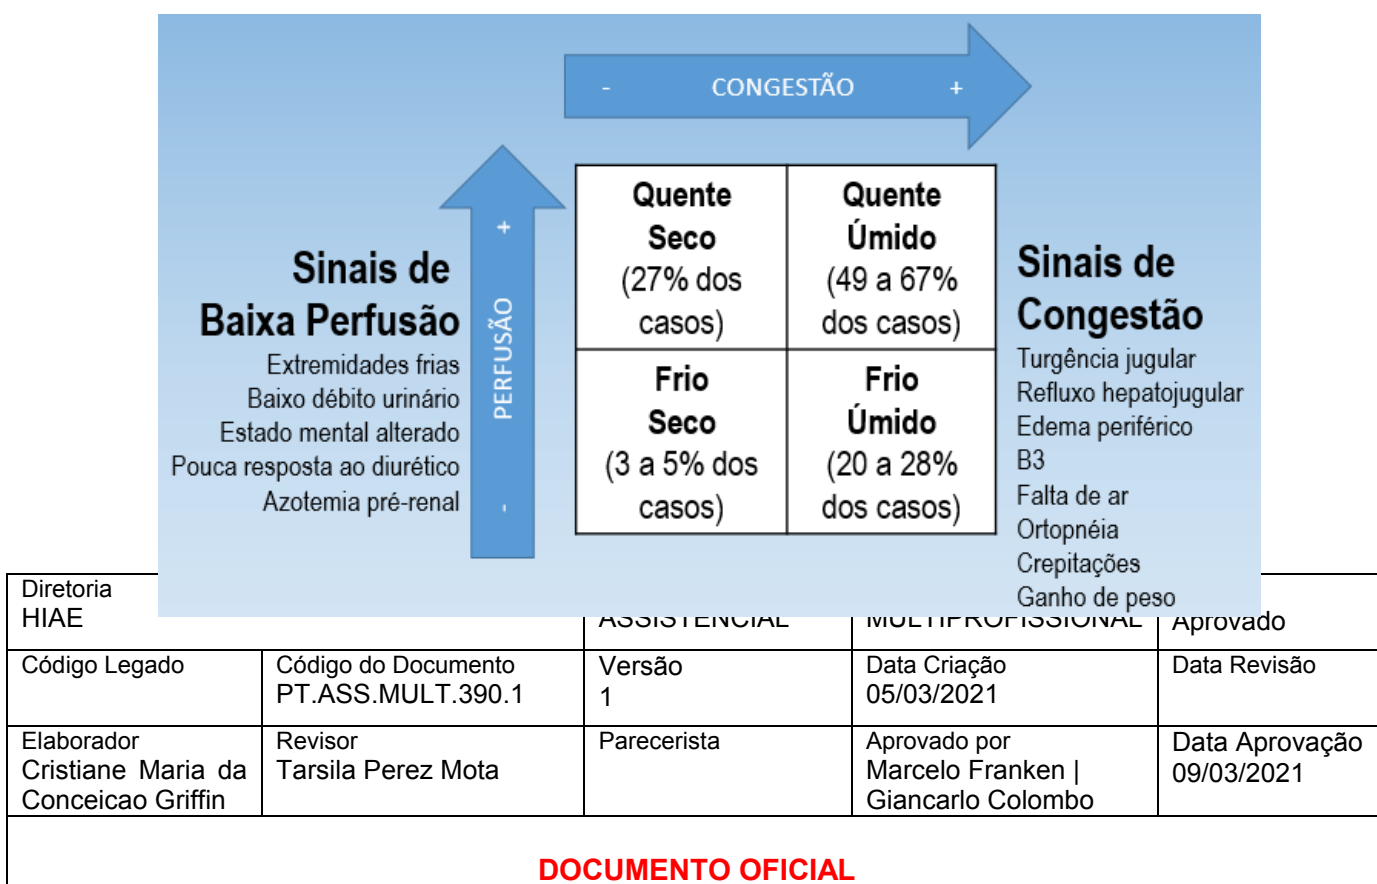 - CONGESTÃO +
Quente
Seco
(27% dos
casos)
Quente
Úmido
(49 a 67%
dos casos)
Frio
Seco
(3 a 5% dos
casos)
Frio
Úmido
(20 a 28%
dos casos)
+
PERFUSÃO
-
Sinais de
Baixa Perfusão
Extremidades frias
Baixo débito urinário
Estado mental alterado
Pouca resposta ao diurético
Azotemia pré-renal
Sinais de
Congestão
Turgência jugular
Refluxo hepatojugular
Edema periférico
B3
Falta de ar
Ortopnéia
Crepitações
Ganho de peso
Diretoria
HIAE
ASSISTENCIAL
MULTIPROFISSIONAL
Aprovado
Código Legado
Código do Documento
PT.ASS.MULT.390.1
Versão
1
Data Criação
05/03/2021
Data Revisão
Elaborador
Cristiane Maria da
Conceicao Griffin
Revisor
Tarsila Perez Mota
Parecerista
Aprovado por
Marcelo Franken |
Giancarlo Colombo
Data Aprovação
09/03/2021
DOCUMENTO OFICIAL